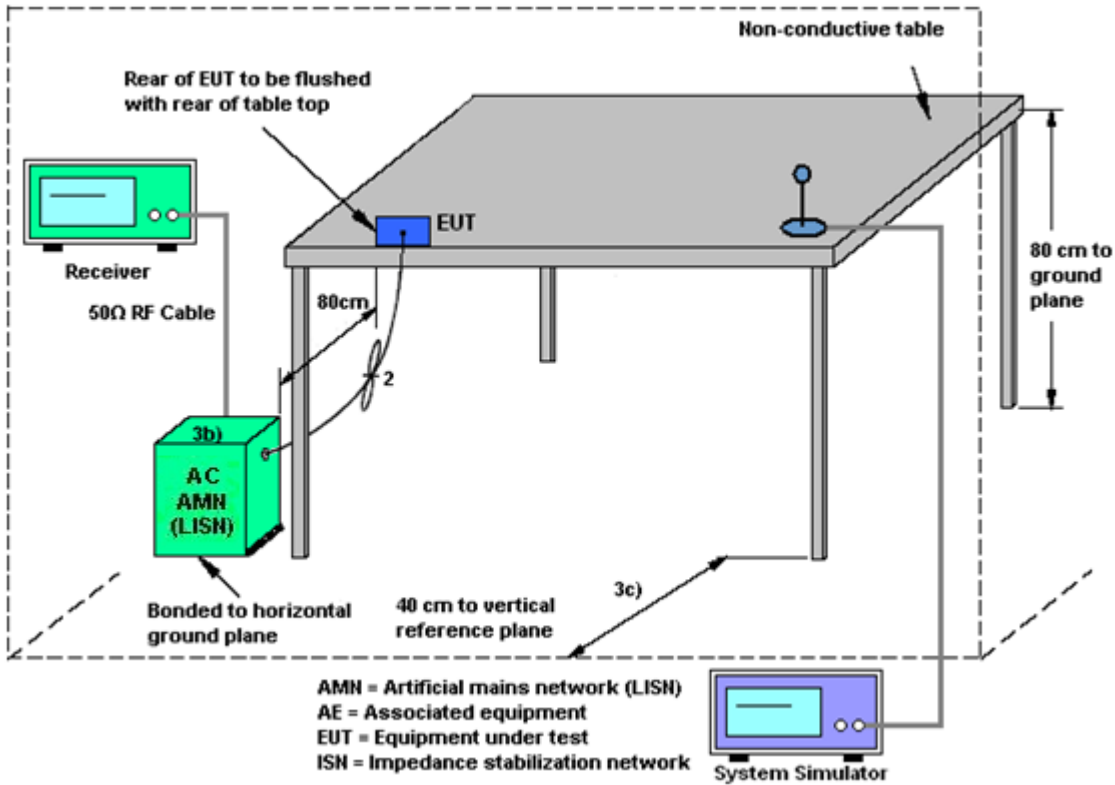 Non-conductive table
Rear of EUT to be flushed
with rear of table top
EUT
Receiver
80 cm to
ground
plane
80cm
50Ω RF Cable
2
3b)
AC
AMN
(LISN)
3c)
Bonded to horizontal
ground plane
40 cm to vertical
reference plane
AMN = Artificial mains network (LISN)
AE = Associated equipment
EUT = Equipment under test
ISN = Impedance stabilization network
System Simulator